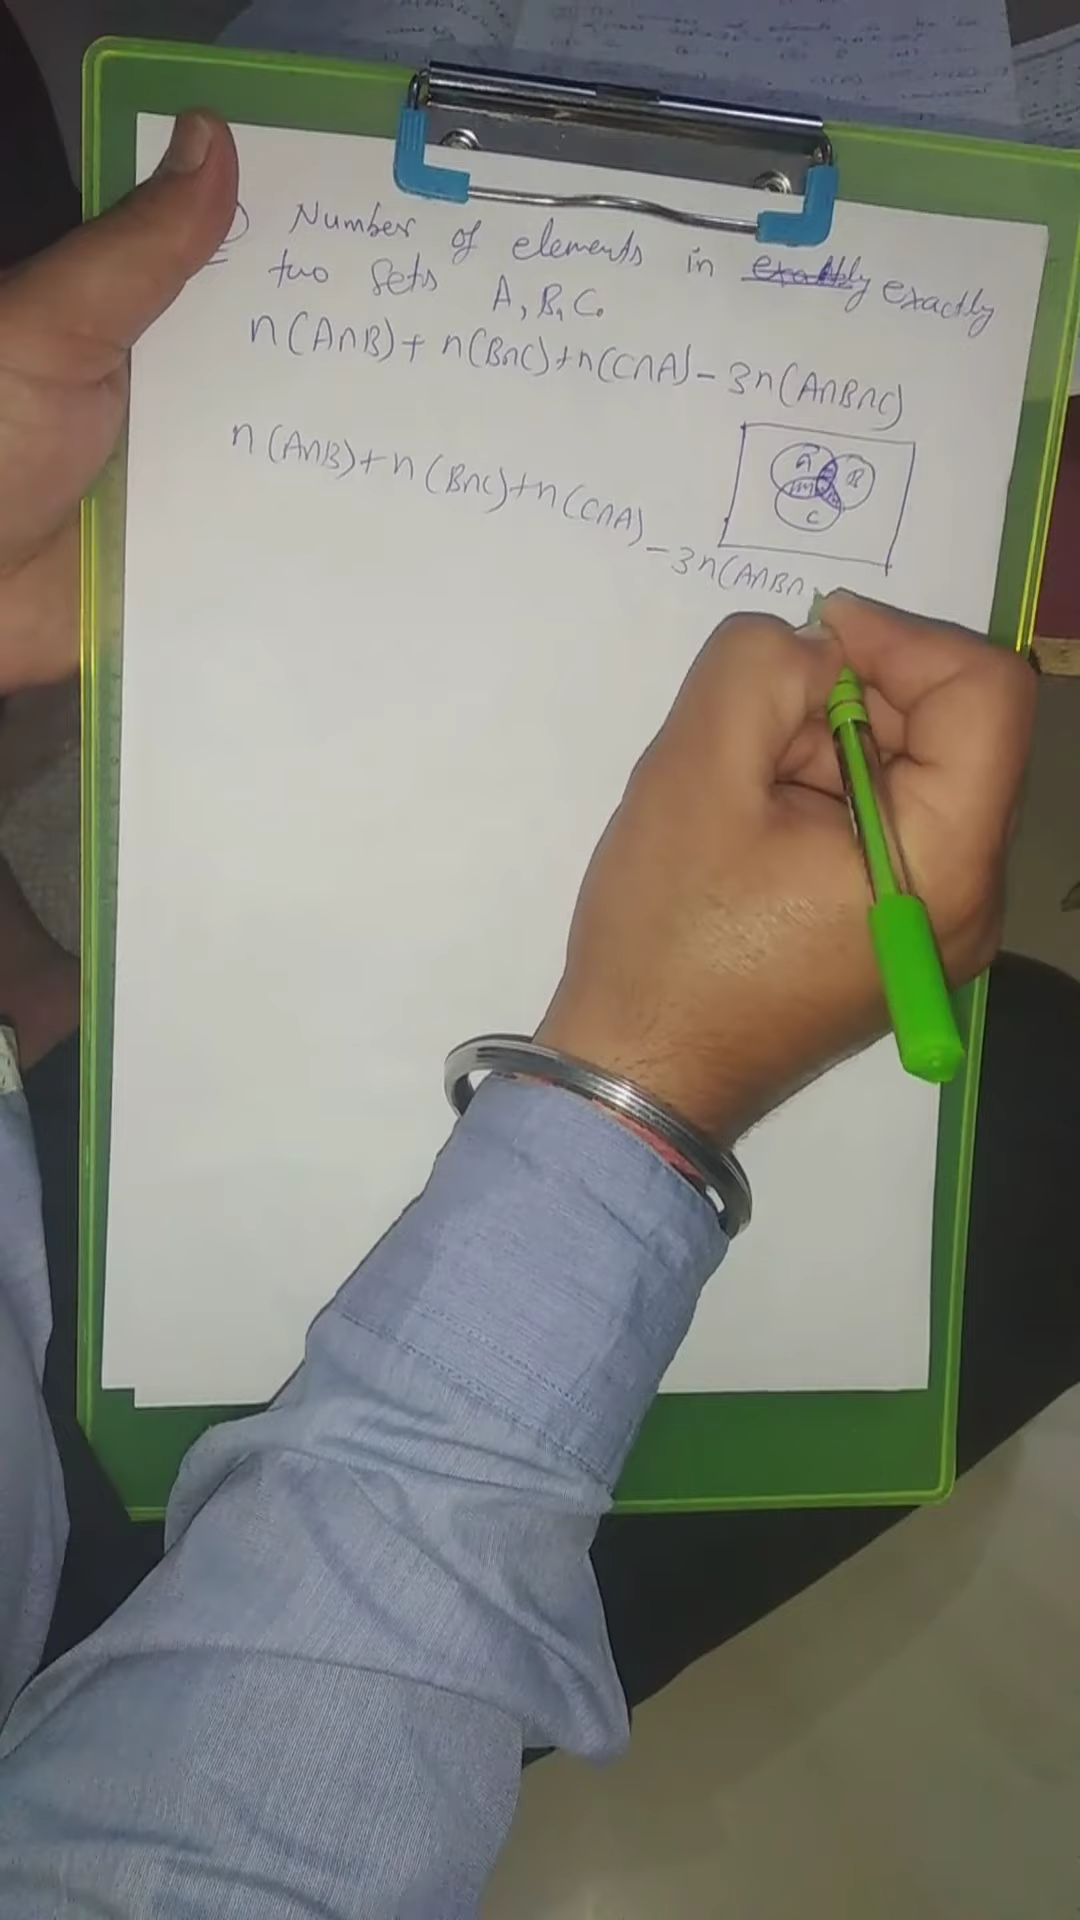 Number of elements in exactly exactly
two sets A, B, C.
n(A∩B)+ n(B∩C)+n(C∩A)- 3n(A∩B∩C)
n(A∩B)+n(B∩C)+n(C∩A)
-3n(A∩B∩
A
B
C